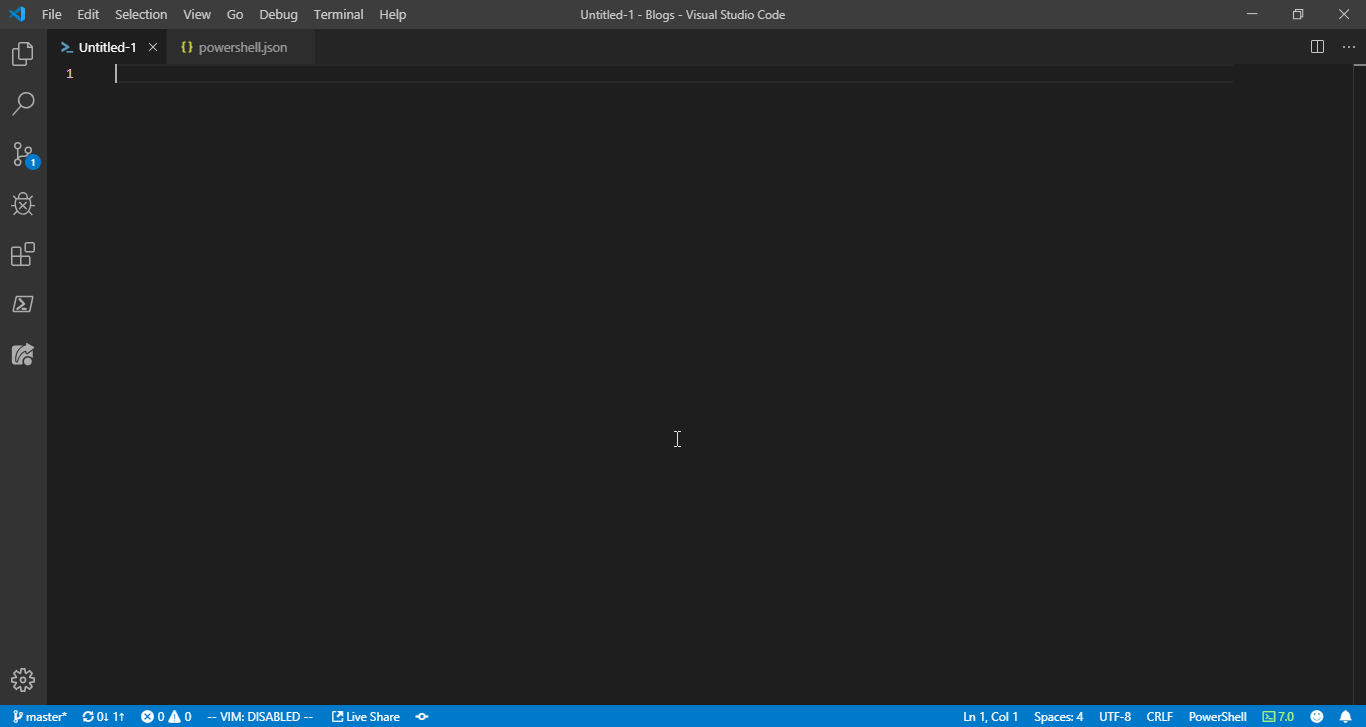 File Edit Selection View Go Debug Terminal Help Untitled-1 - Blogs - Visual Studio Code
Untitled-1 {} powershell.json
1
1
master* 0↓ 1↑ 0 0 -- VIM: DISABLED -- Live Share Ln 1, Col 1 Spaces: 4 UTF-8 CRLF PowerShell 7.0